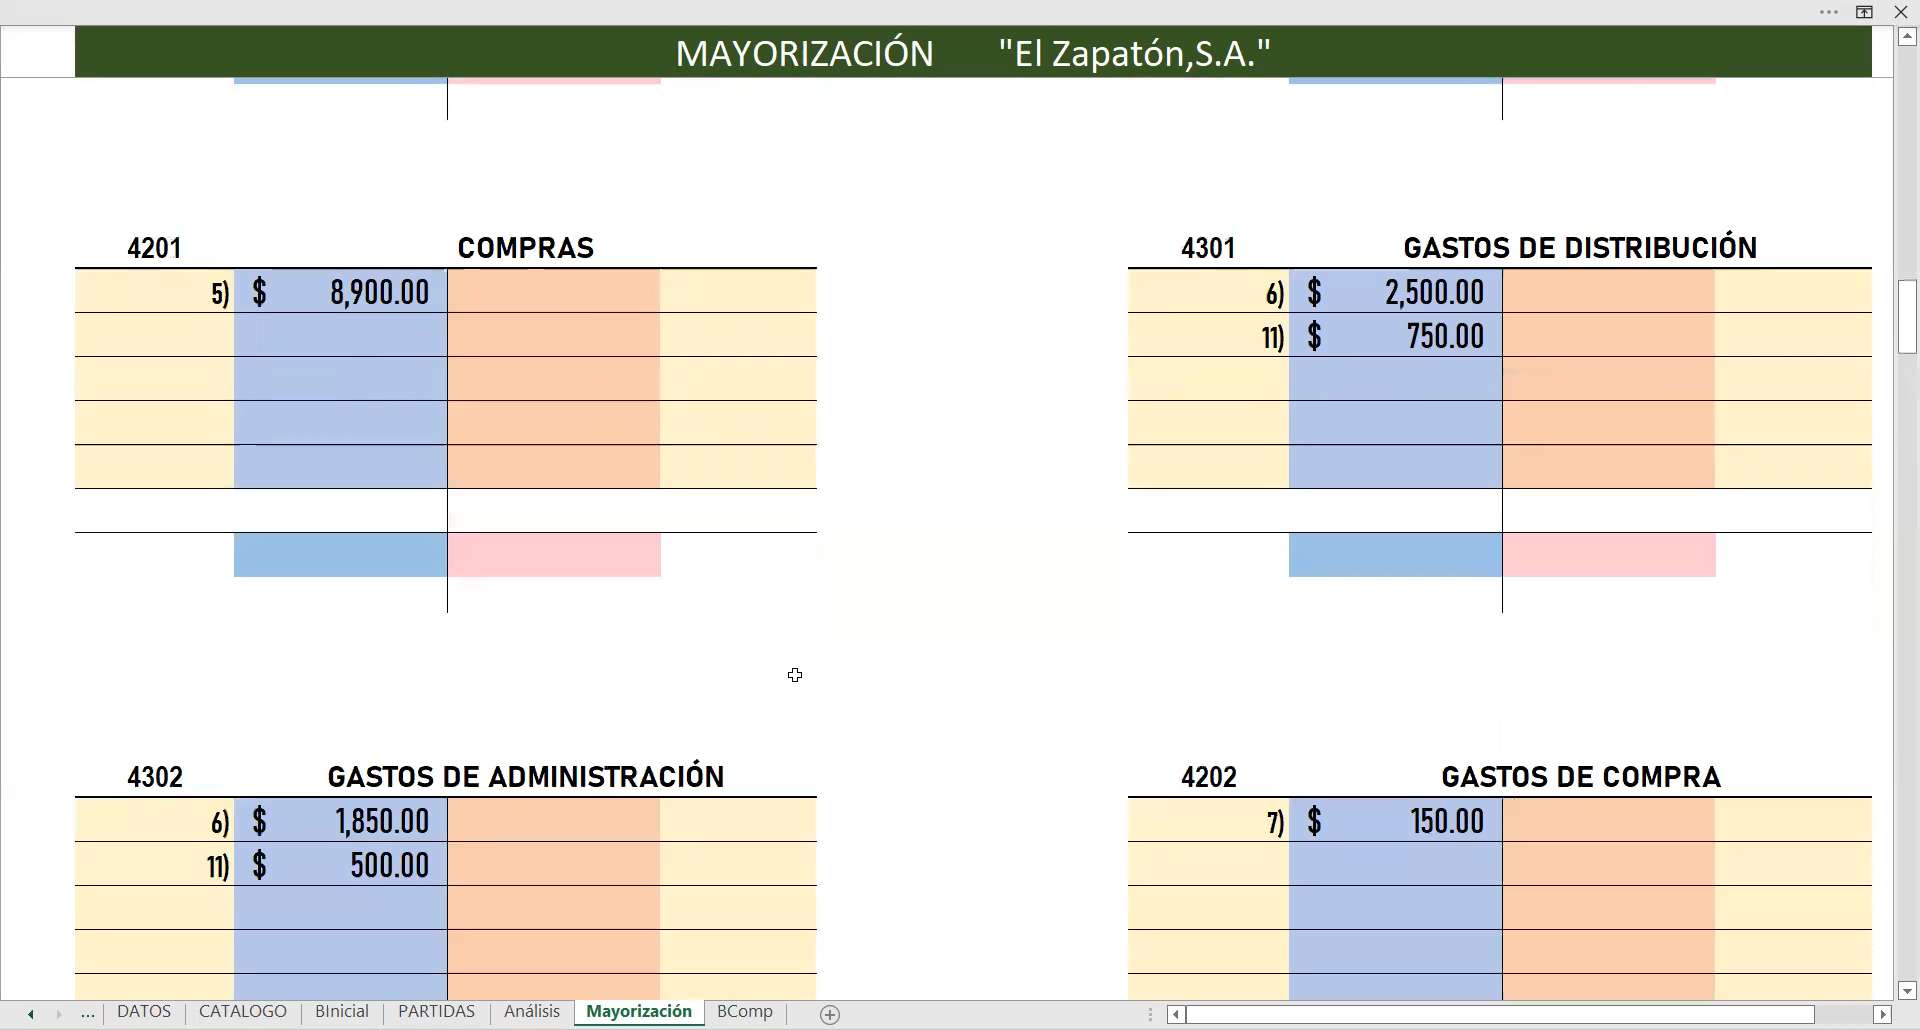 MAYORIZACIÓN "El Zapatón,S.A."
4201 COMPRAS
5) $ 8,900.00
4301 GASTOS DE DISTRIBUCIÓN
6) $ 2,500.00
11) $ 750.00
4302 GASTOS DE ADMINISTRACIÓN
6) $ 1,850.00
11) $ 500.00
4202 GASTOS DE COMPRA
7) $ 150.00
... DATOS CATALOGO BInicial PARTIDAS Análisis Mayorización BComp